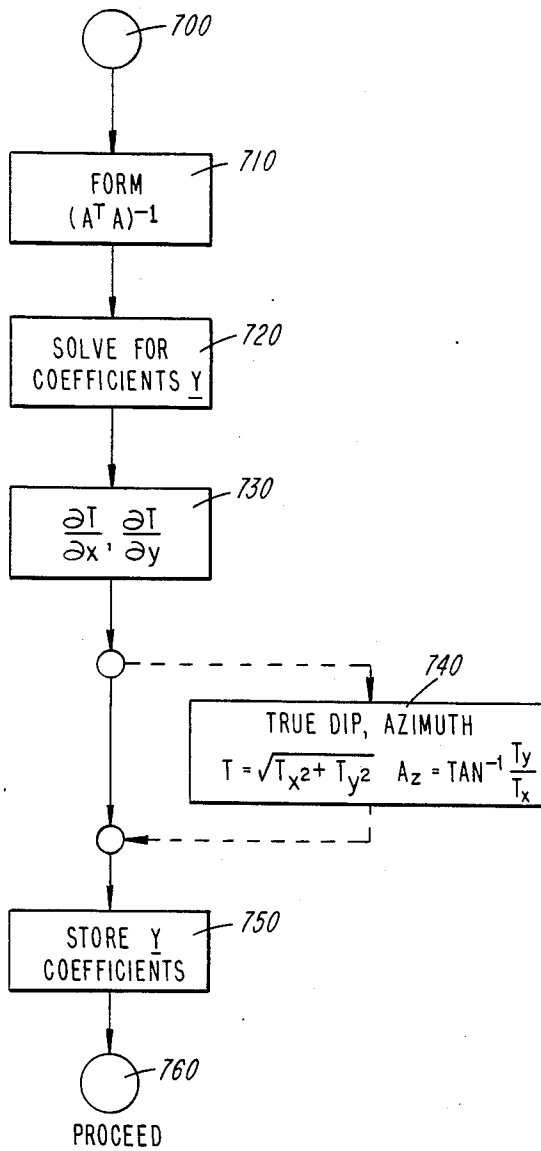 700
710
FORM
(Aᵀ A)⁻¹
720
SOLVE FOR
COEFFICIENTS Y
730
∂T/∂x, ∂T/∂y
740
TRUE DIP, AZIMUTH
T = √Tx² + Ty² Az = TAN⁻¹ Ty/Tx
750
STORE Y
COEFFICIENTS
760
PROCEED